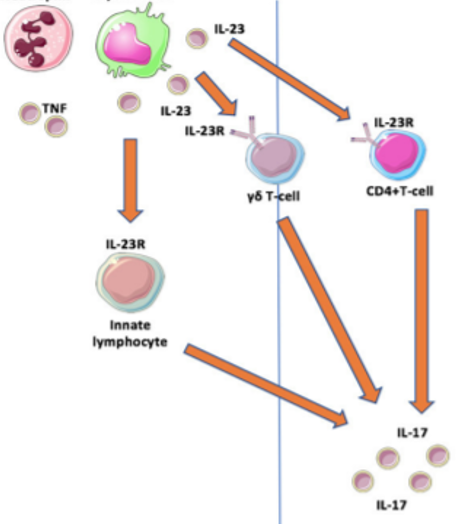 IL-23
TNF
IL-23
IL-23R
IL-23R
γδ T-cell
CD4+T-cell
IL-23R
Innate
lymphocyte
IL-17
IL-17